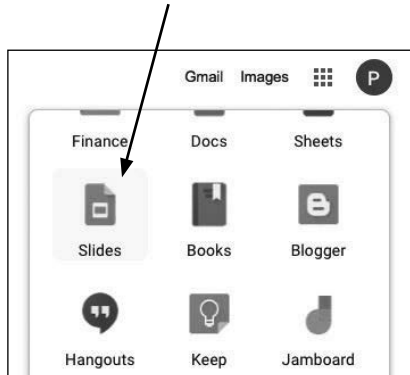 Gmail Images P
Finance Docs Sheets
Slides Books Blogger
Hangouts Keep Jamboard